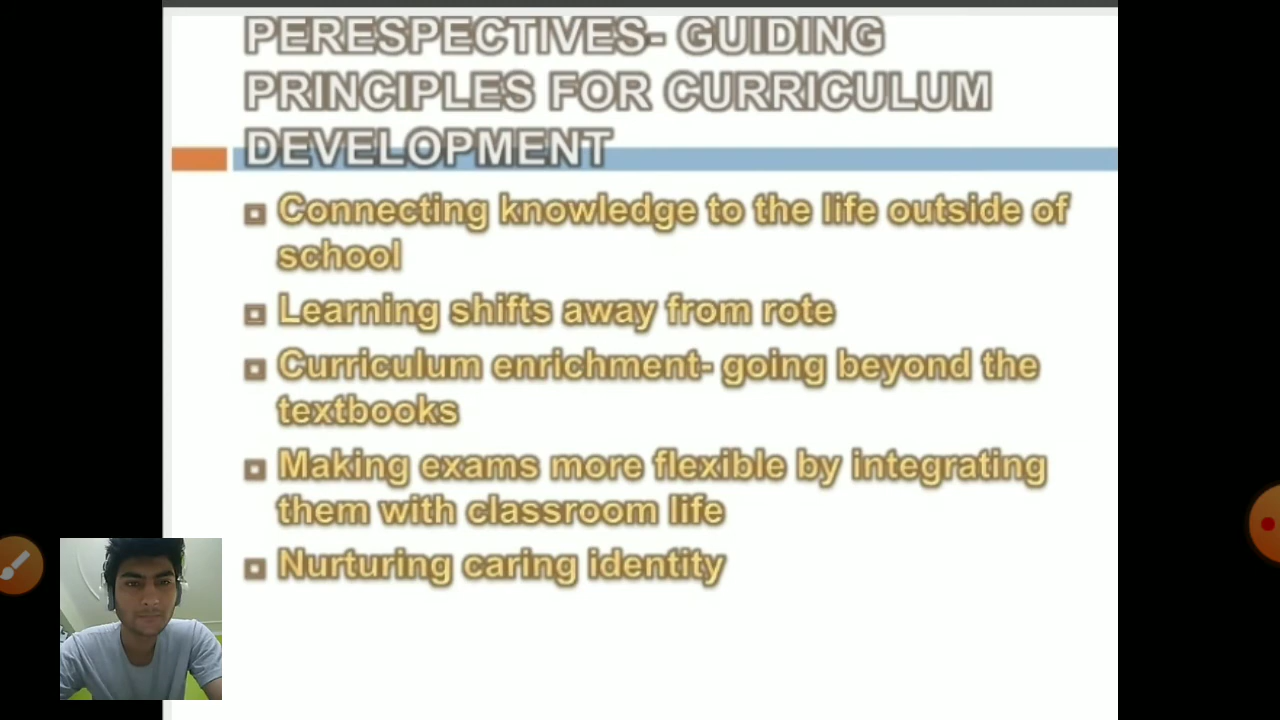 PERESPECTIVES- GUIDING
PRINCIPLES FOR CURRICULUM
DEVELOPMENT
Connecting knowledge to the life outside of
school
Learning shifts away from rote
Curriculum enrichment- going beyond the
textbooks
Making exams more flexible by integrating
them with classroom life
Nurturing caring identity